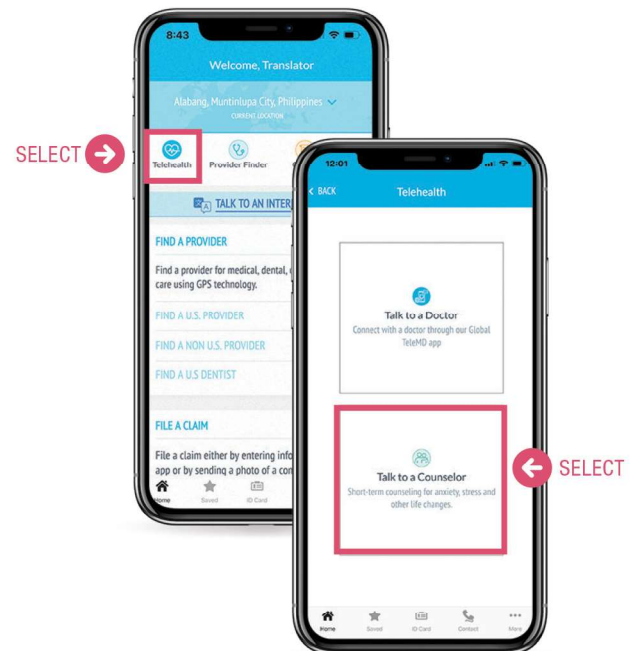 8:43
Welcome, Translator
Alabang, Muntinlupa City, Philippines
CURRENT LOCATION
SELECT
Telehealth Provider Finder
TALK TO AN
FIND A PROVIDER
Find a provider for medical, dental,
care using GPS technology.
FIND A U.S. PROVIDER
FIND A NON U.S. PROVIDER
FIND A U.S DENTIST
FILE A CLAIM
File a claim either by entering
app or by sending a photo of a
Home Saved ID Card
12:01
< BACK Telehealth
Talk to a Doctor
Connect with a doctor through our Global
TeleMD app
Talk to a Counselor
Short-term counseling for anxiety, stress and
other life changes.
SELECT
Home Saved ID Card Contact More